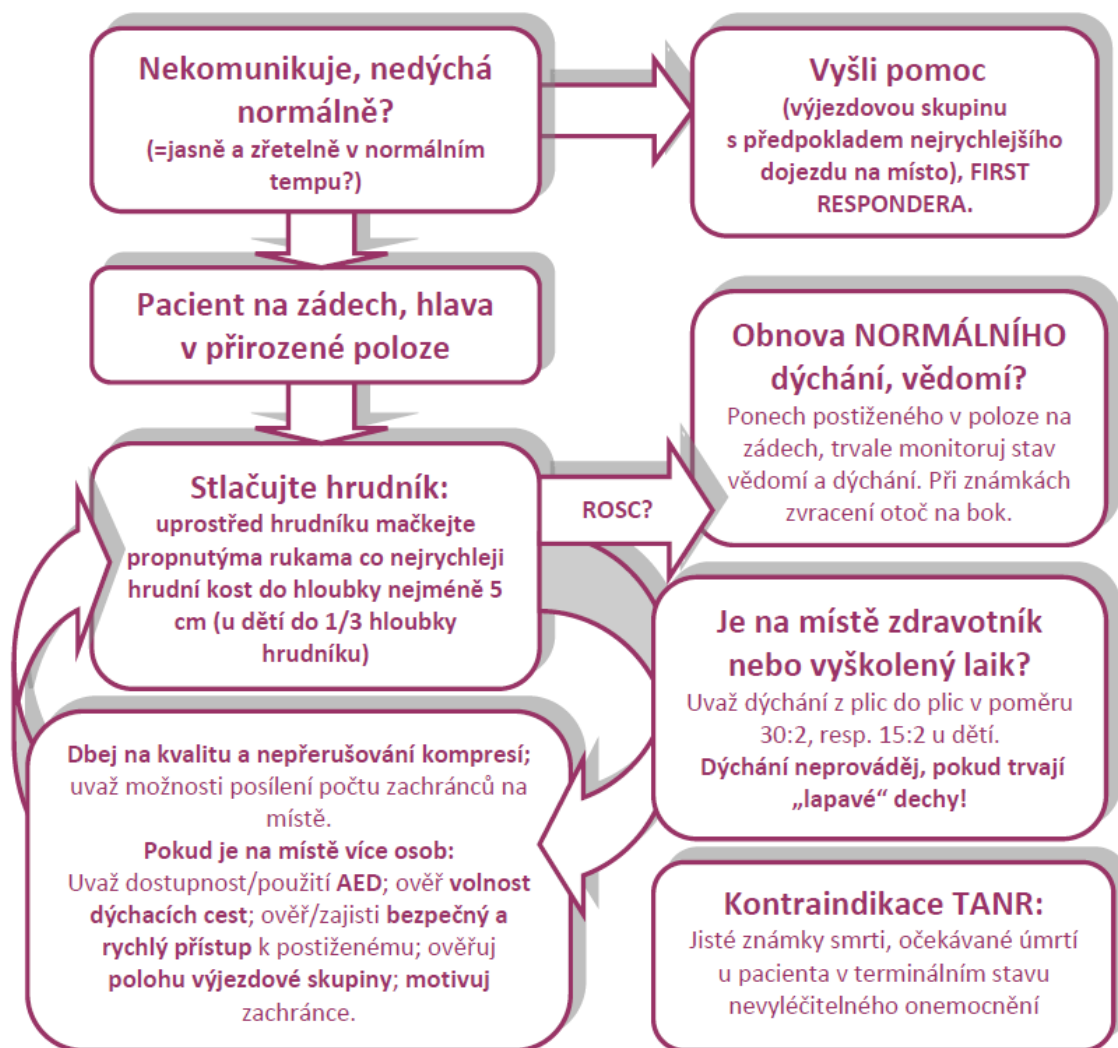 Nekomunikuje, nedýchá
normálně?
(=jasně a zřetelně v normálním
tempu?)
Vyšli pomoc
(výjezdovou skupinu
s předpokladem nejrychlejšího
dojezdu na místo), FIRST
RESPONDERA.
Pacient na zádech, hlava
v přirozené poloze
Stlačujte hrudník:
uprostřed hrudníku mačkejte
propnutýma rukama co nejrychleji
hrudní kost do hloubky nejméně 5
cm (u dětí do 1/3 hloubky
hrudníku)
ROSC?
Obnova NORMÁLNÍHO
dýchání, vědomí?
Ponech postiženého v poloze na
zádech, trvale monitoruj stav
vědomí a dýchání. Při známkách
zvracení otoč na bok.
Je na místě zdravotník
nebo vyškolený laik?
Uvaž dýchání z plic do plic v poměru
30:2, resp. 15:2 u dětí.
Dýchání neprováděj, pokud trvají
„lapavé“ dechy!
Dbej na kvalitu a nepřerušování kompresí;
uvaž možnosti posílení počtu zachránců na
místě.
Pokud je na místě více osob:
Uvaž dostupnost/použití AED; ověř volnost
dýchacích cest; ověř/zajisti bezpečný a
rychlý přístup k postiženému; ověřuj
polohu výjezdové skupiny; motivuj
zachránce.
Kontraindikace TANR:
Jisté známky smrti, očekávané úmrtí
u pacienta v terminálním stavu
nevyléčitelného onemocnění